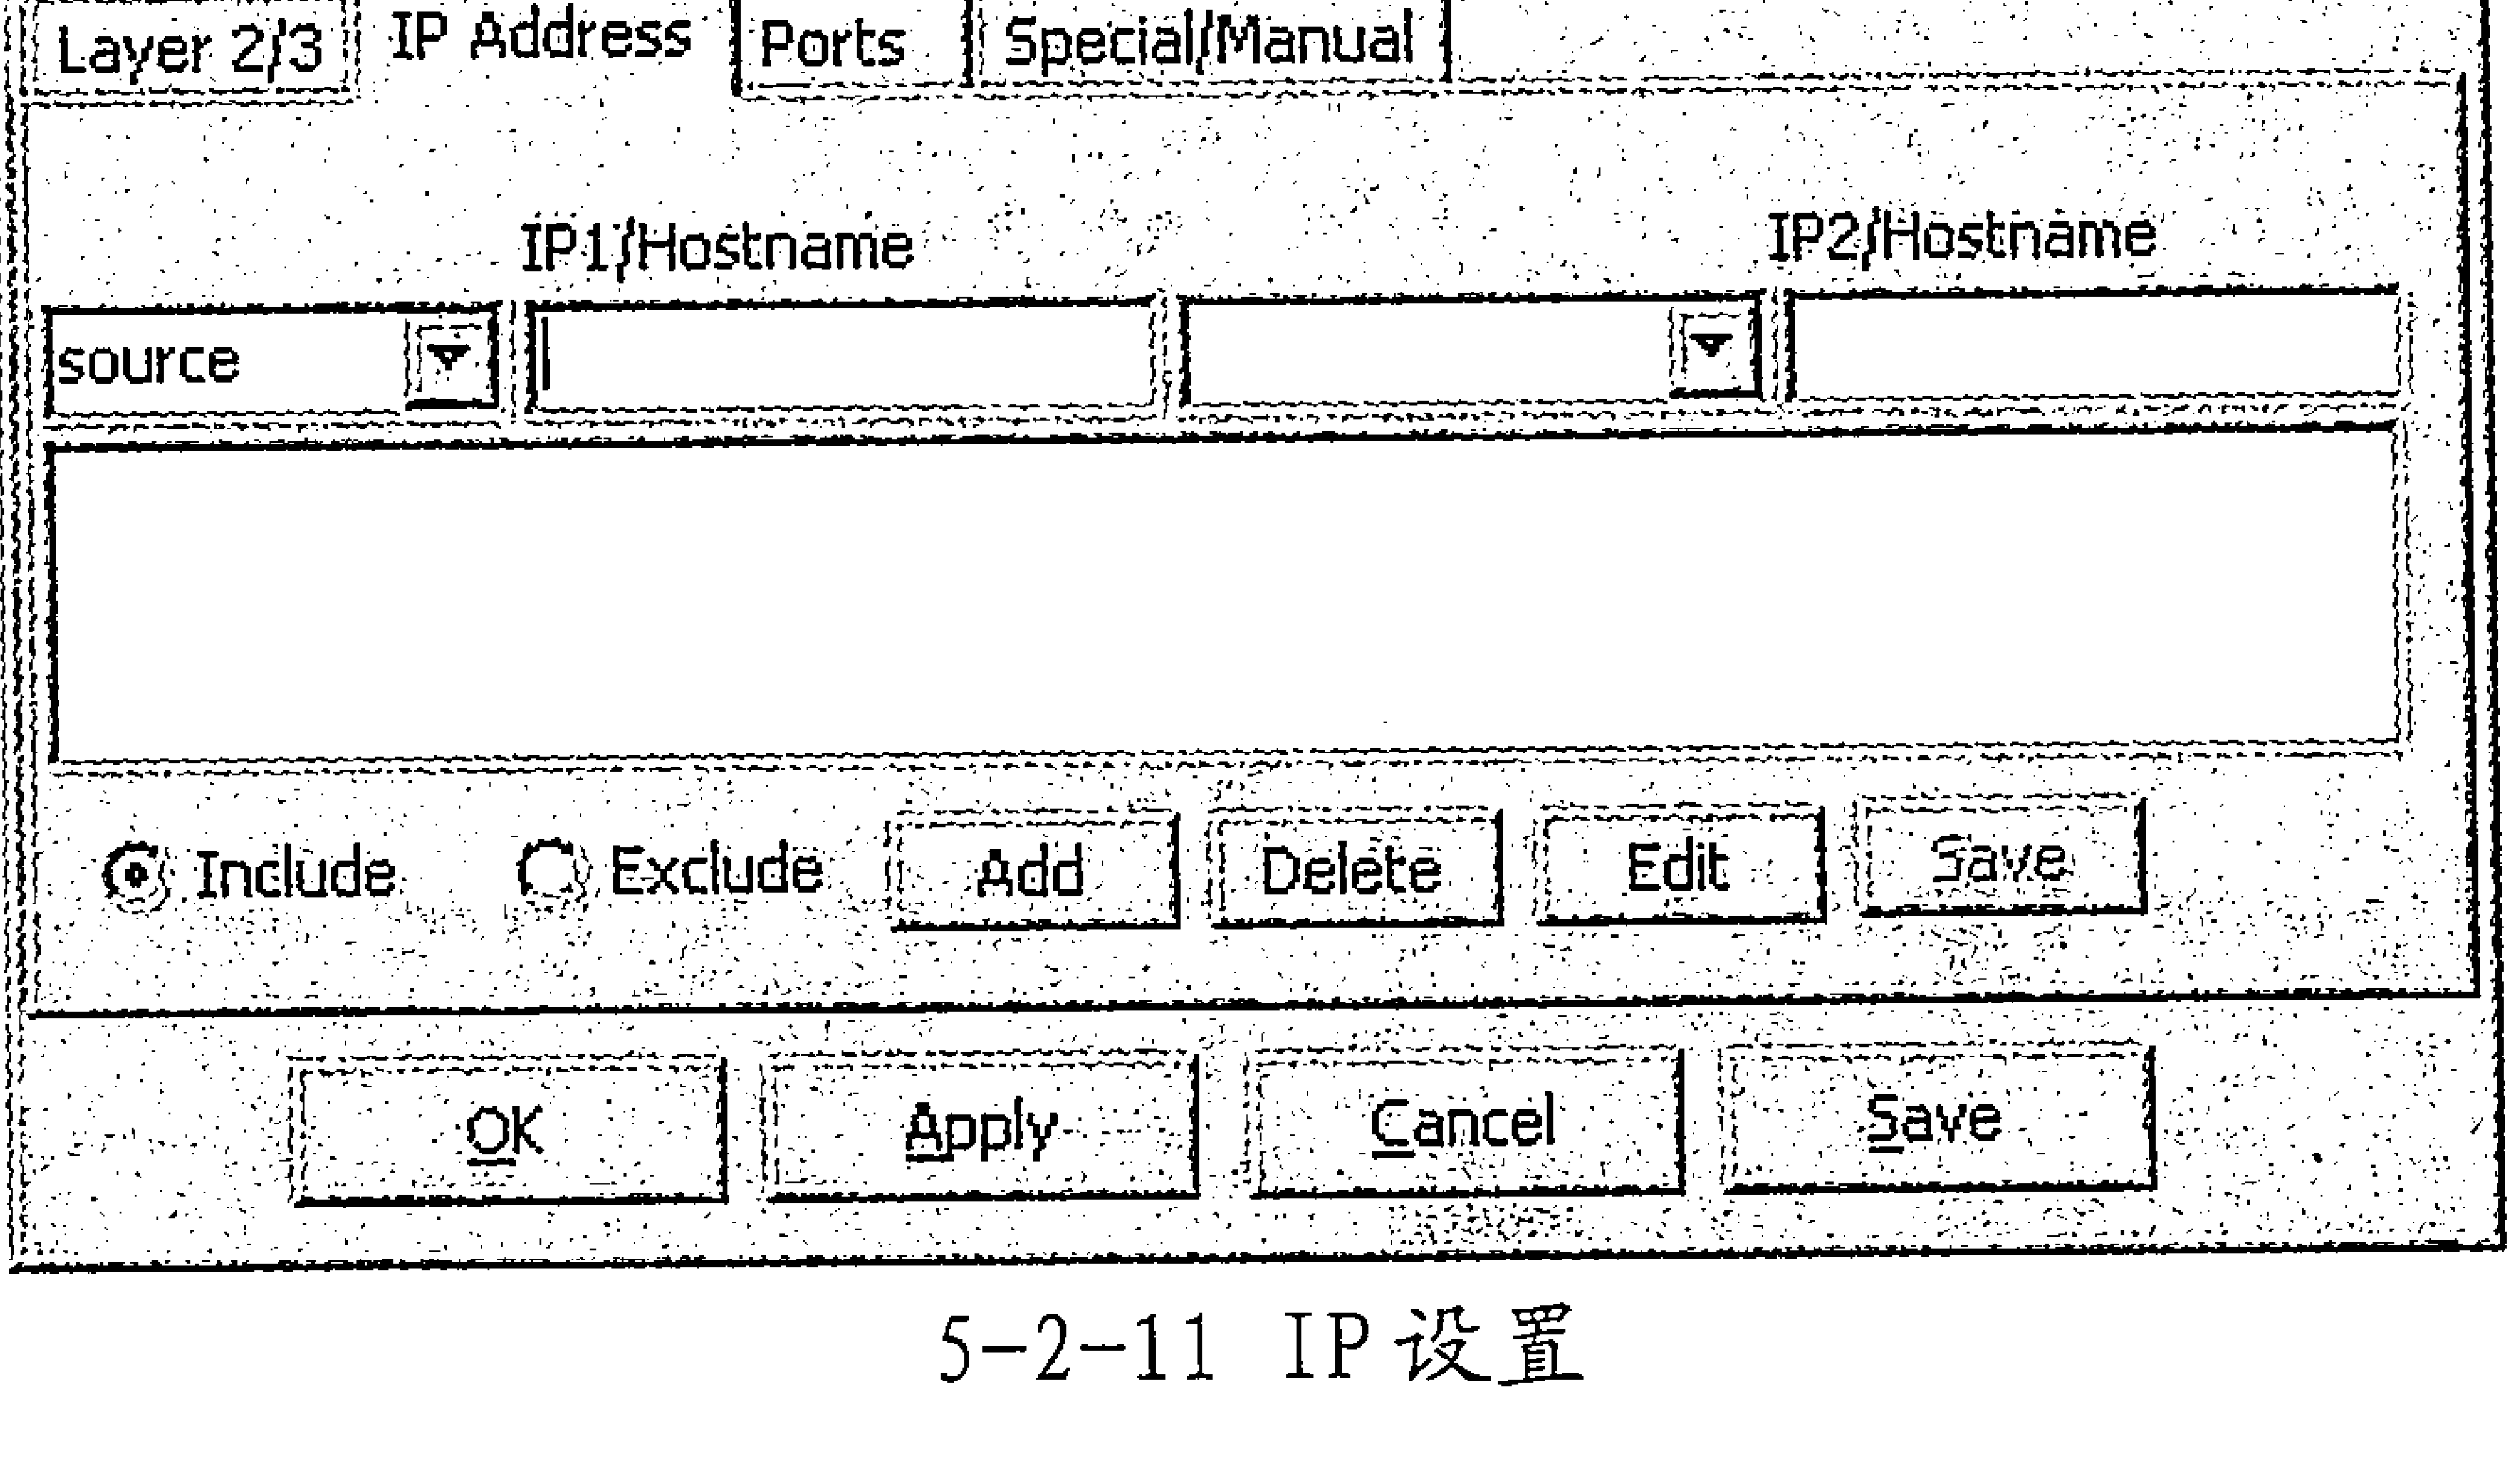 Layer 2/3 IP Address Ports Special/Manual
IP1/Hostname IP2/Hostname
source
Include Exclude Add Delete Edit Save
OK Apply Cancel Save
5-2-11 IP设置